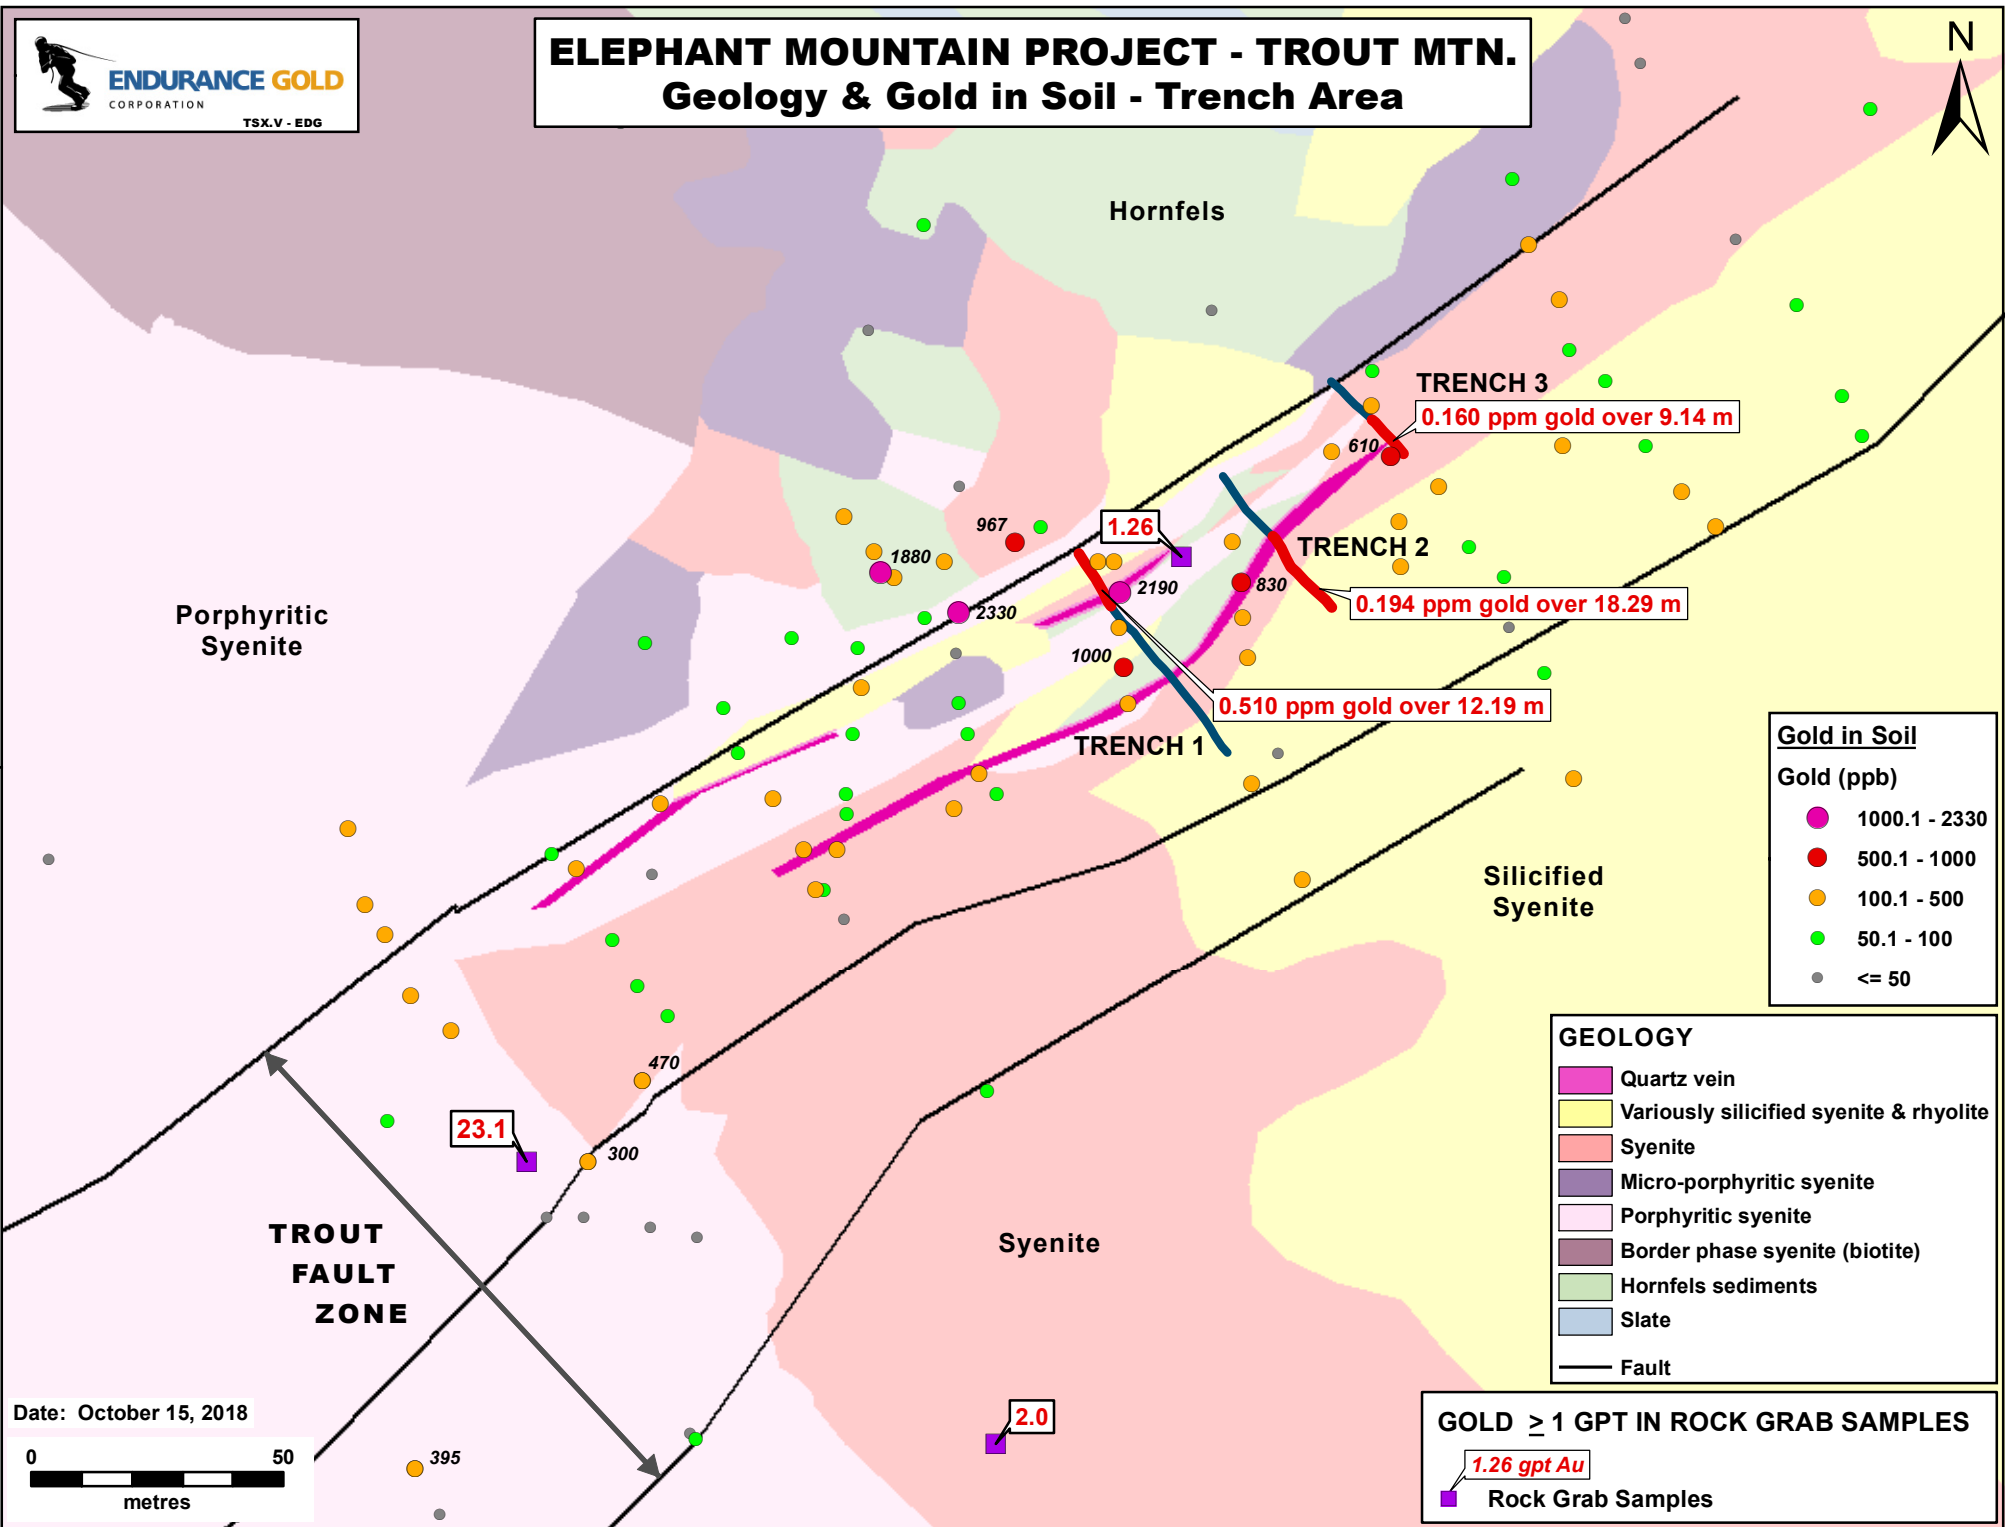 ENDURANCE GOLD
CORPORATION
TSX.V - EDG
ELEPHANT MOUNTAIN PROJECT - TROUT MTN.
Geology & Gold in Soil - Trench Area
N
Hornfels
TRENCH 3
0.160 ppm gold over 9.14 m
610
967
1.26
1880
TRENCH 2
2190
830
0.194 ppm gold over 18.29 m
2330
Porphyritic
Syenite
1000
0.510 ppm gold over 12.19 m
TRENCH 1
Gold in Soil
Gold (ppb)
1000.1 - 2330
500.1 - 1000
100.1 - 500
50.1 - 100
<= 50
Silicified
Syenite
470
23.1
300
TROUT
FAULT
ZONE
Syenite
2.0
395
GEOLOGY
Quartz vein
Variously silicified syenite & rhyolite
Syenite
Micro-porphyritic syenite
Porphyritic syenite
Border phase syenite (biotite)
Hornfels sediments
Slate
Fault
GOLD ≥ 1 GPT IN ROCK GRAB SAMPLES
1.26 gpt Au
Rock Grab Samples
Date: October 15, 2018
0 50
metres